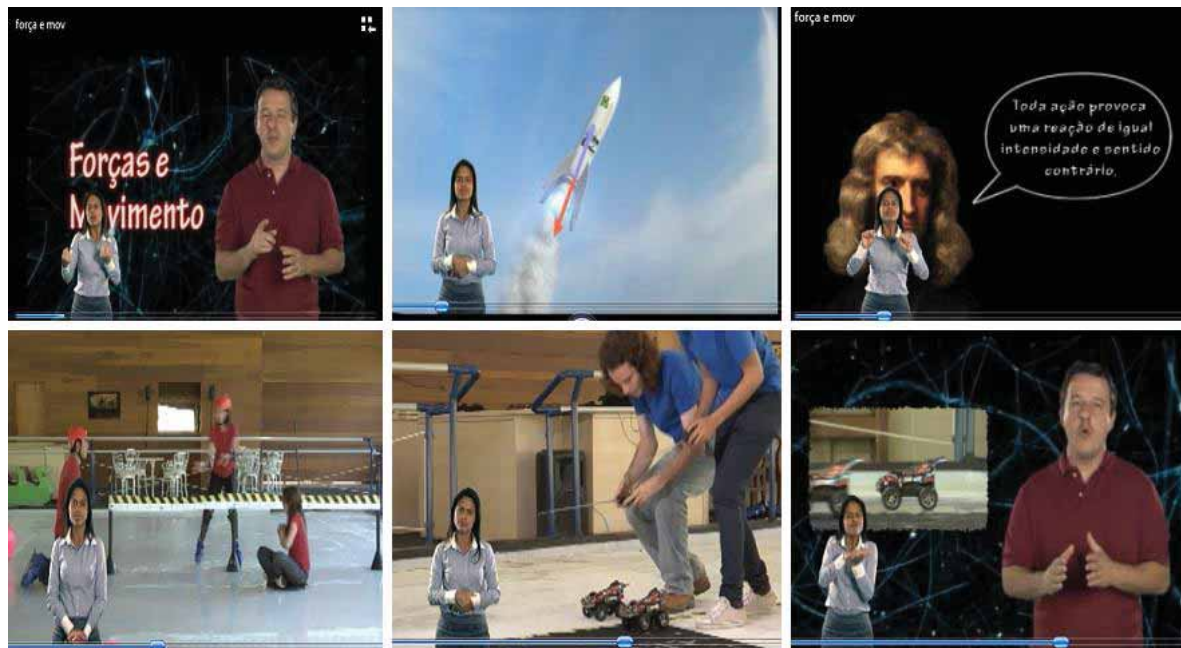 força e mov
Forças e
Movimento
força e mov
Toda ação provoca
uma reação de igual
intensidade e sentido
contrário.